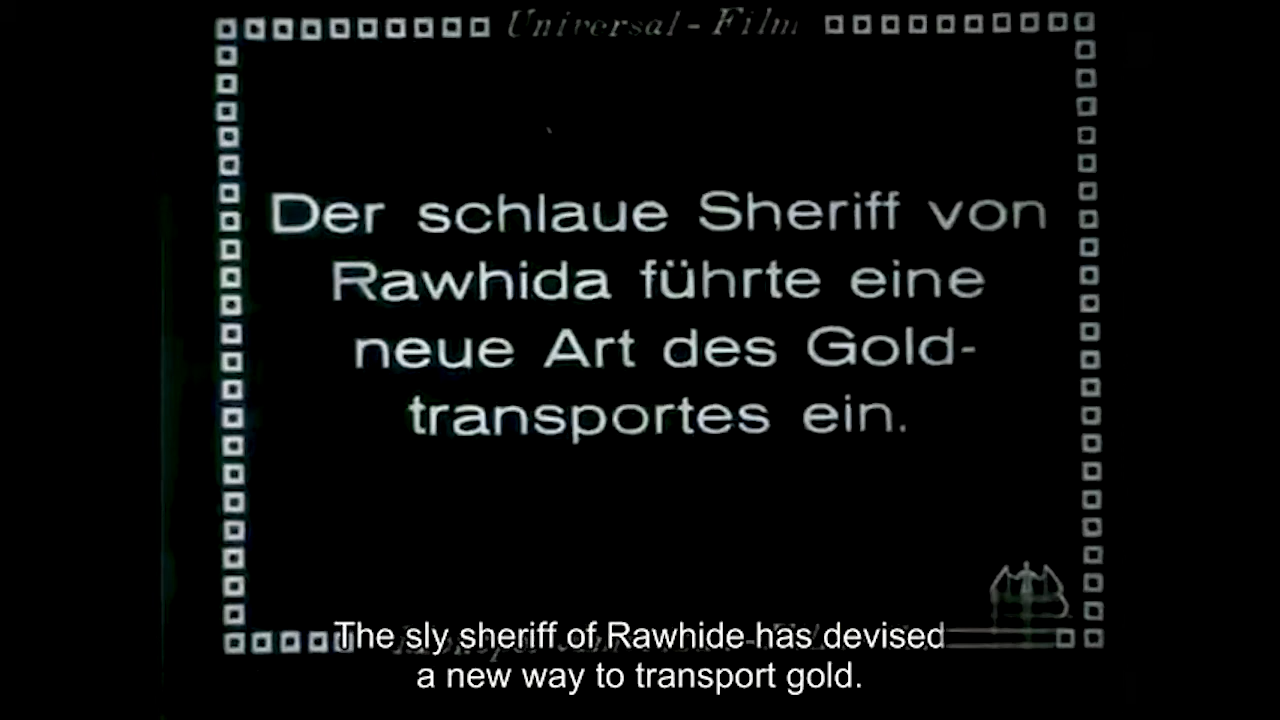 Universal-Film
Der schlaue Sheriff von
Rawhida führte eine
neue Art des Gold-
transportes ein.
The sly sheriff of Rawhide has devised
a new way to transport gold.